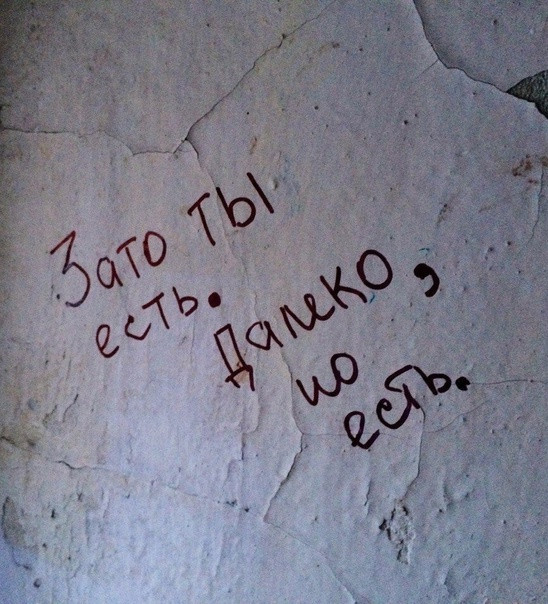 Зато ты
есть.
Далеко,
но
есть.